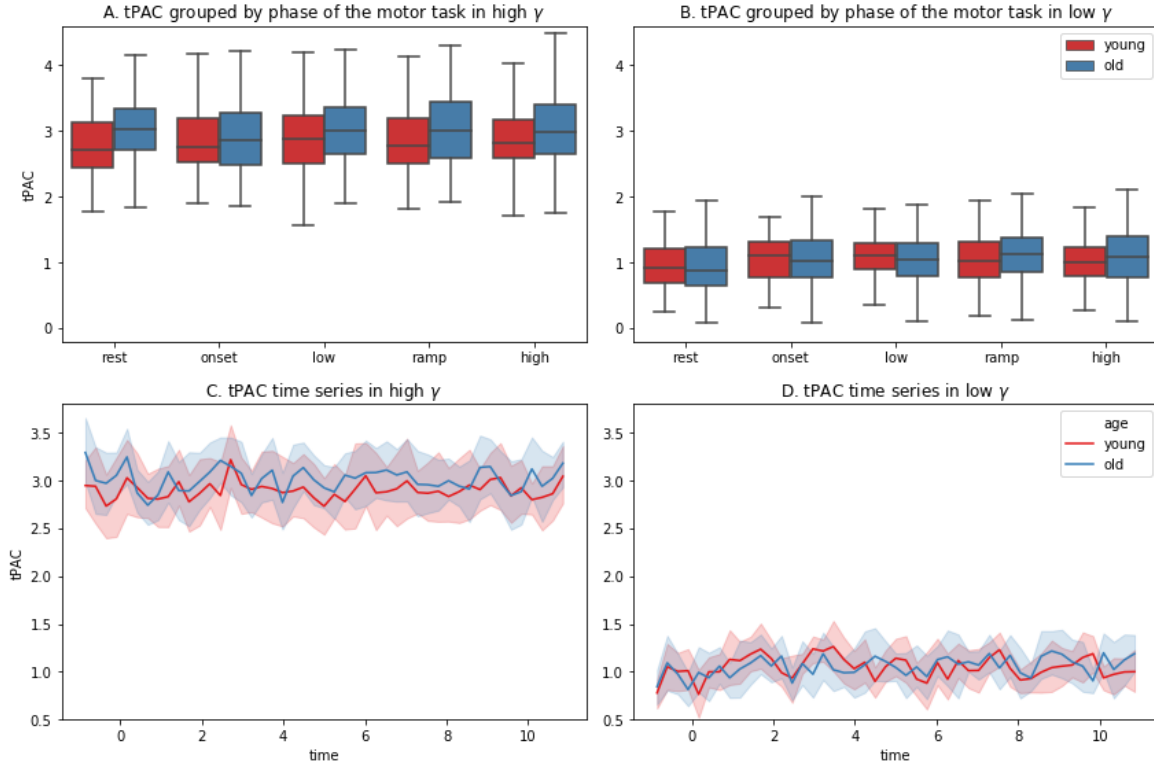 A. tPAC grouped by phase of the motor task in high γ
tPAC
4
3
2
1
0
rest onset low ramp high
B. tPAC grouped by phase of the motor task in low γ
young
old
4
3
2
1
0
rest onset low ramp high
C. tPAC time series in high γ
tPAC
3.5
3.0
2.5
2.0
1.5
1.0
0.5
0 2 4 6 8 10
time
D. tPAC time series in low γ
age
young
old
3.5
3.0
2.5
2.0
1.5
1.0
0.5
0 2 4 6 8 10
time